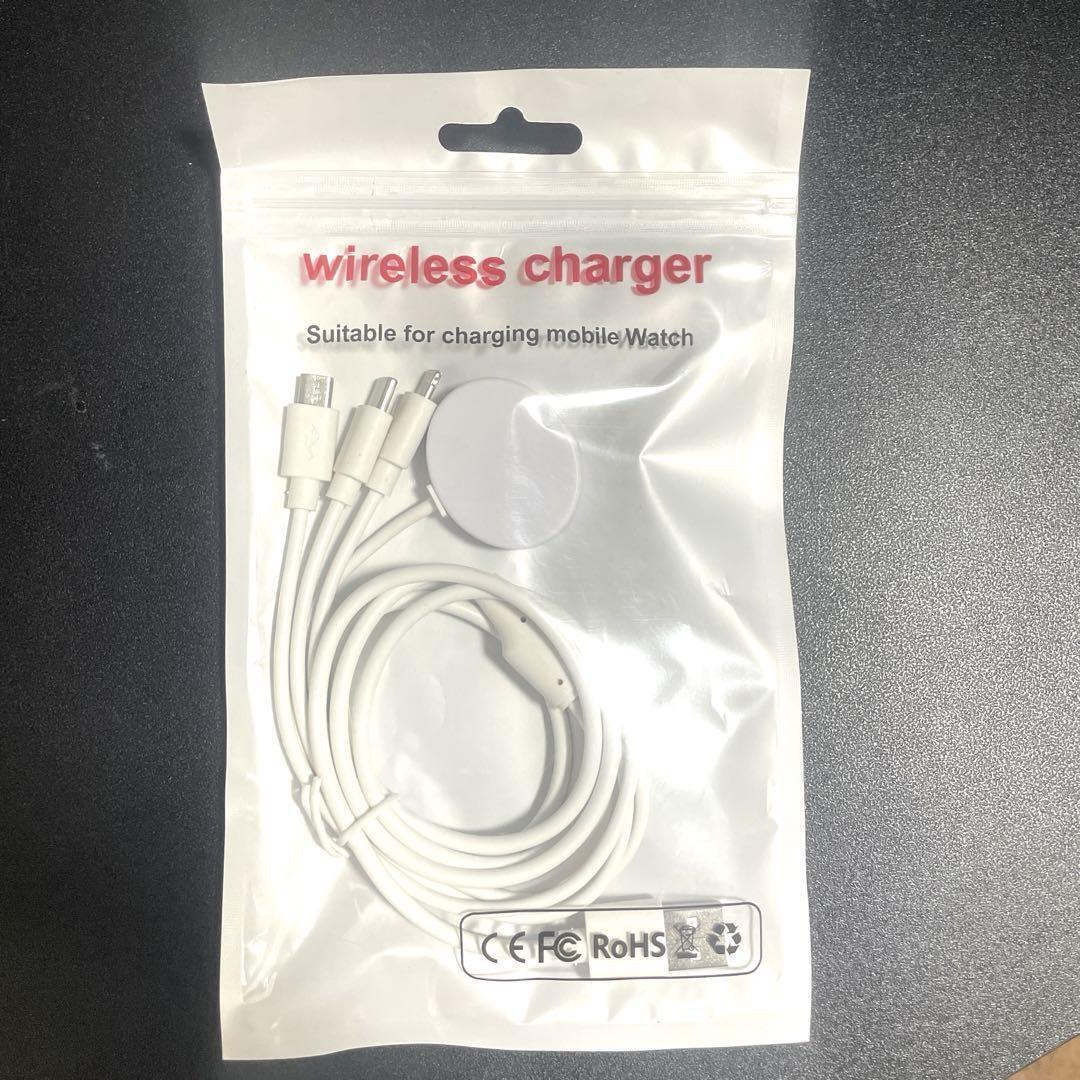 wireless charger
Suitable for charging mobile Watch
CE FC RoHS